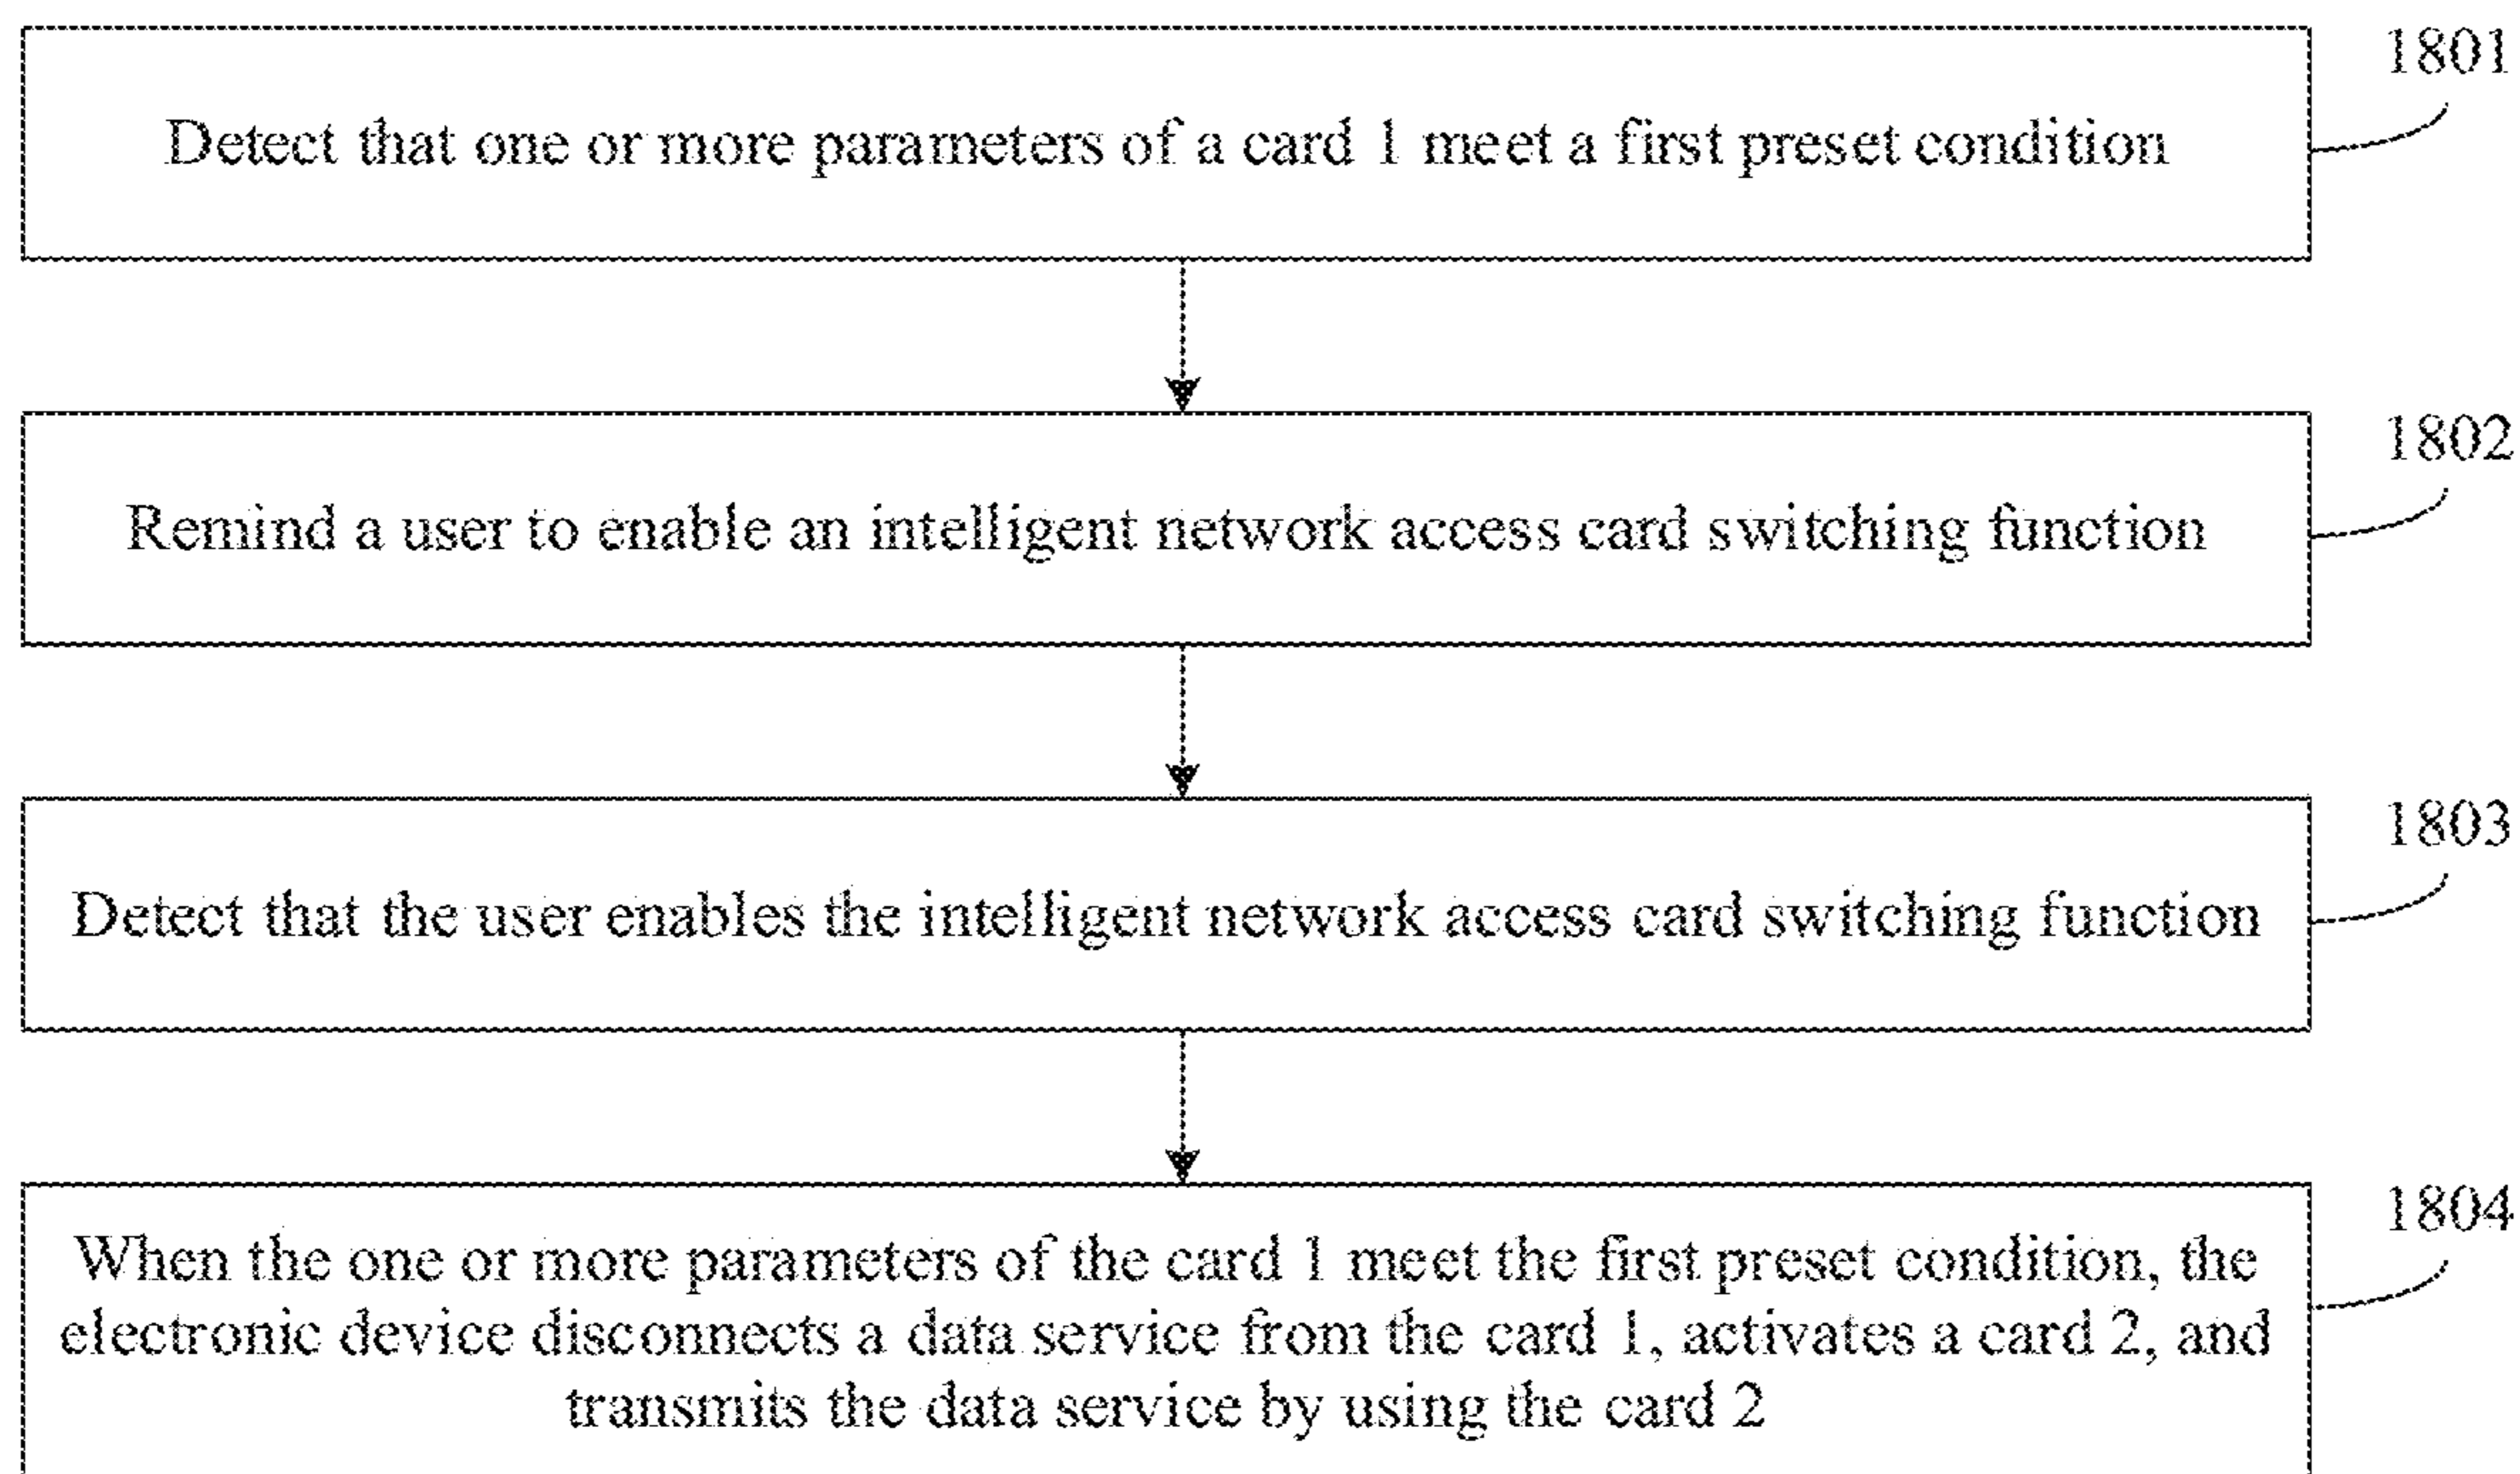 1801
Detect that one or more parameters of a card 1 meet a first preset condition
1802
Remind a user to enable an intelligent network access card switching function
1803
Detect that the user enables the intelligent network access card switching function
1804
When the one or more parameters of the card 1 meet the first preset condition, the
electronic device disconnects a data service from the card 1, activates a card 2, and
transmits the data service by using the card 2